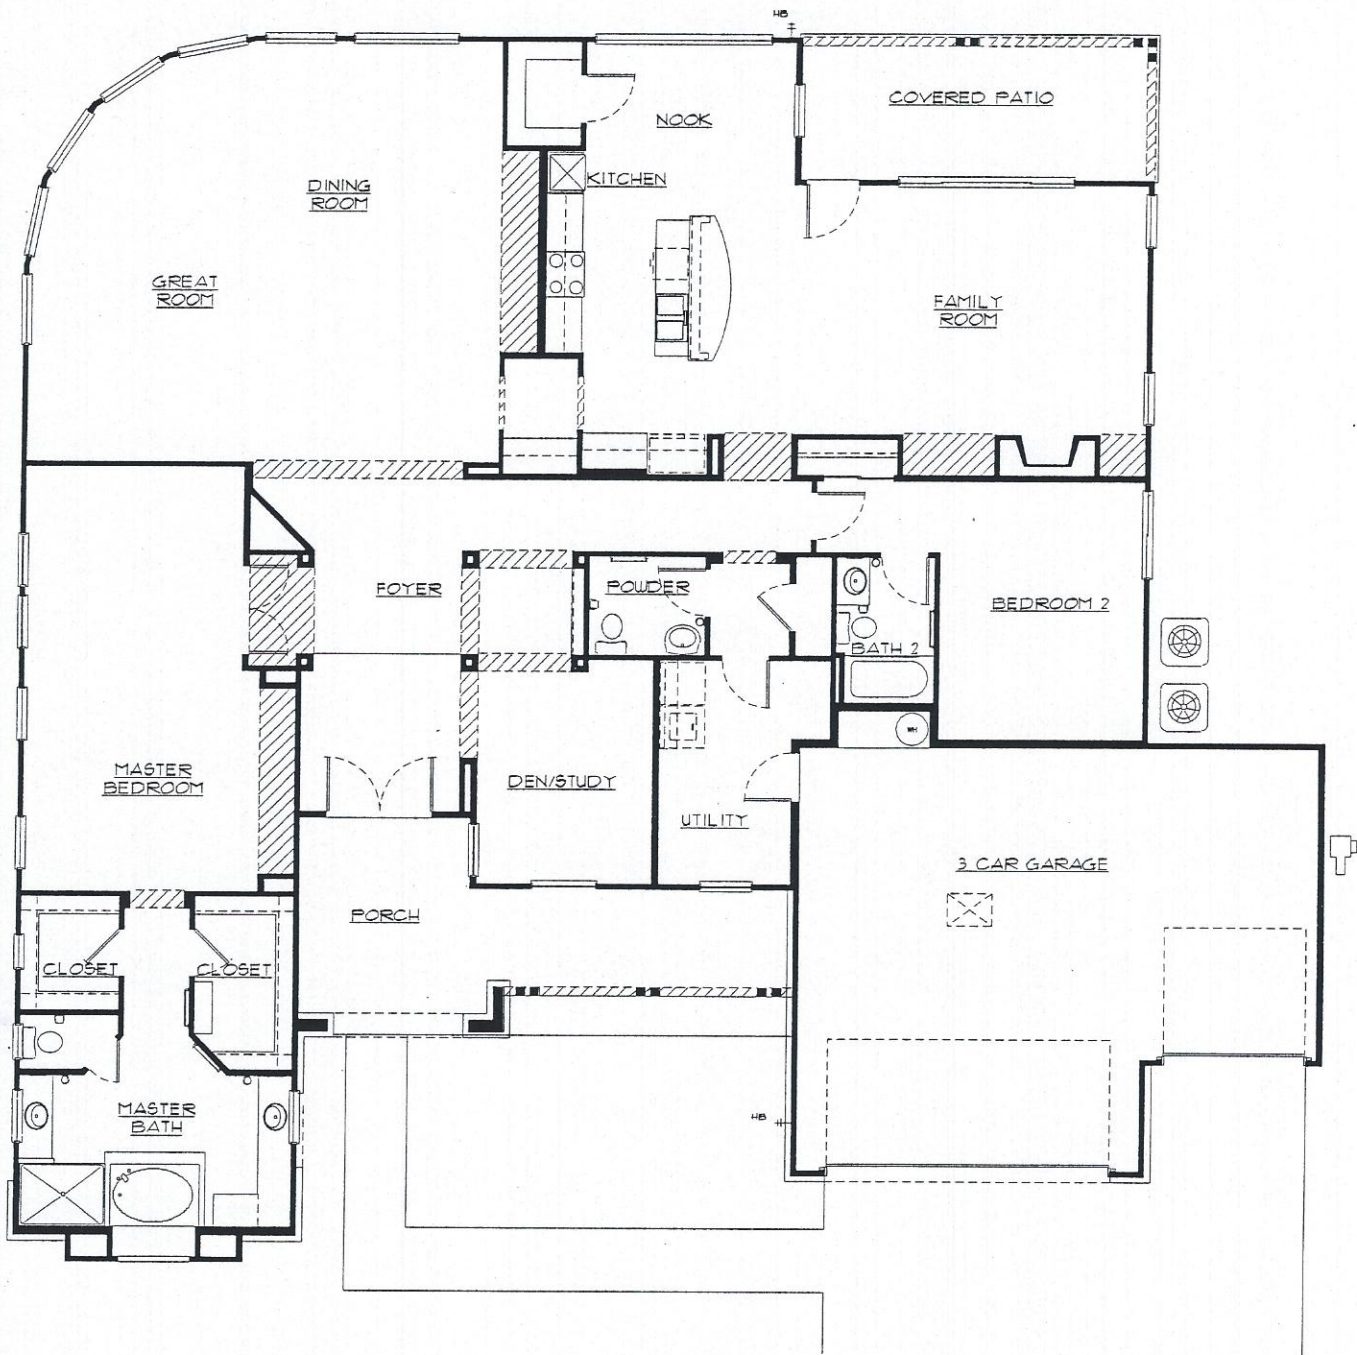 HB
COVERED PATIO
NOOK
KITCHEN
DINING
ROOM
GREAT
ROOM
FAMILY
ROOM
FOYER
POWDER
BEDROOM 2
BATH 2
WH
MASTER
BEDROOM
DEN/STUDY
UTILITY
3 CAR GARAGE
PORCH
CLOSET
CLOSET
MASTER
BATH
HB